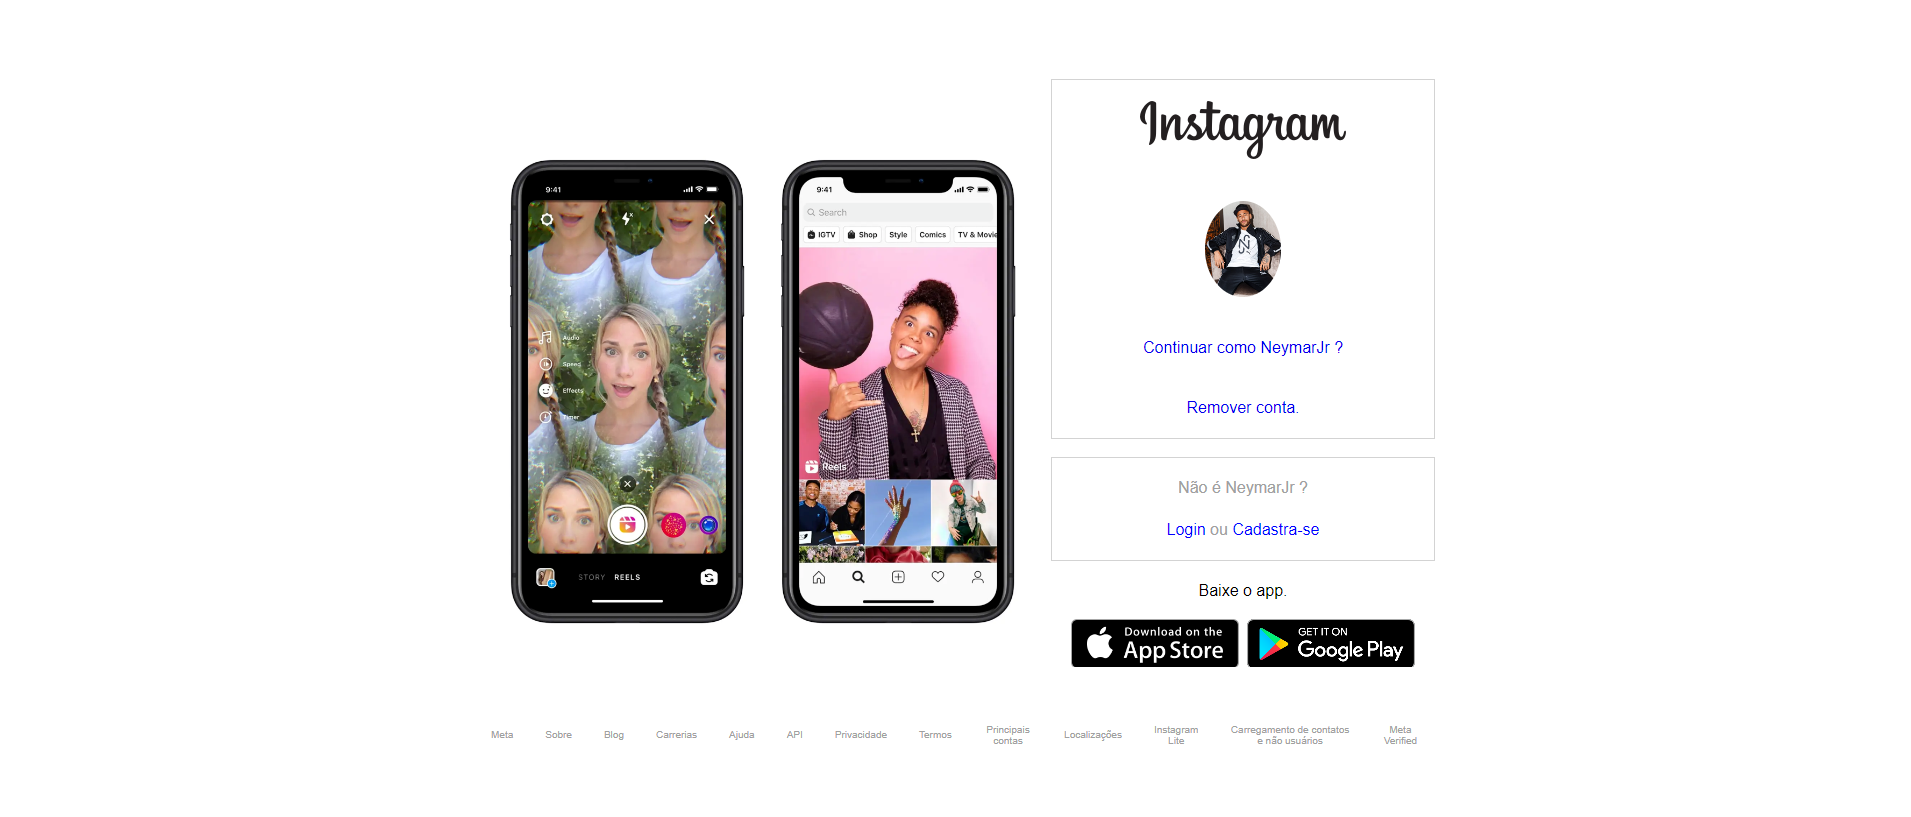 9:41
Audio
Speed
Effects
Timer
STORY REELS
9:41
Search
IGTV Shop Style Comics TV & Movie
Reels
Instagram
Continuar como NeymarJr ?
Remover conta.
Não é NeymarJr ?
Login ou Cadastra-se
Baixe o app.
Download on the
App Store
GET IT ON
Google Play
Meta Sobre Blog Carrerias Ajuda API Privacidade Termos Principais contas Localizações Instagram Lite Carregamento de contatos e não usuários Meta Verified